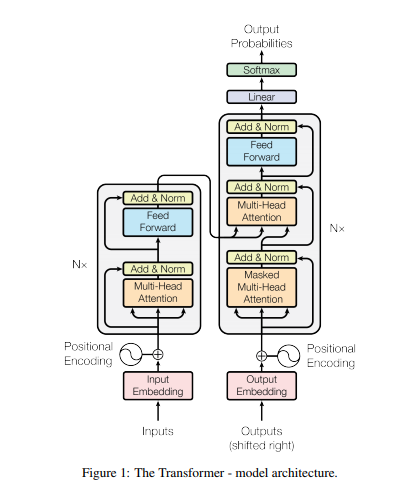 Output
Probabilities
Softmax
Linear
Add & Norm
Feed
Forward
Add & Norm
Multi-Head
Attention
Add & Norm
Masked
Multi-Head
Attention
N×
Add & Norm
Feed
Forward
Add & Norm
Multi-Head
Attention
N×
Positional
Encoding
Positional
Encoding
Input
Embedding
Output
Embedding
Inputs
Outputs
(shifted right)
Figure 1: The Transformer - model architecture.